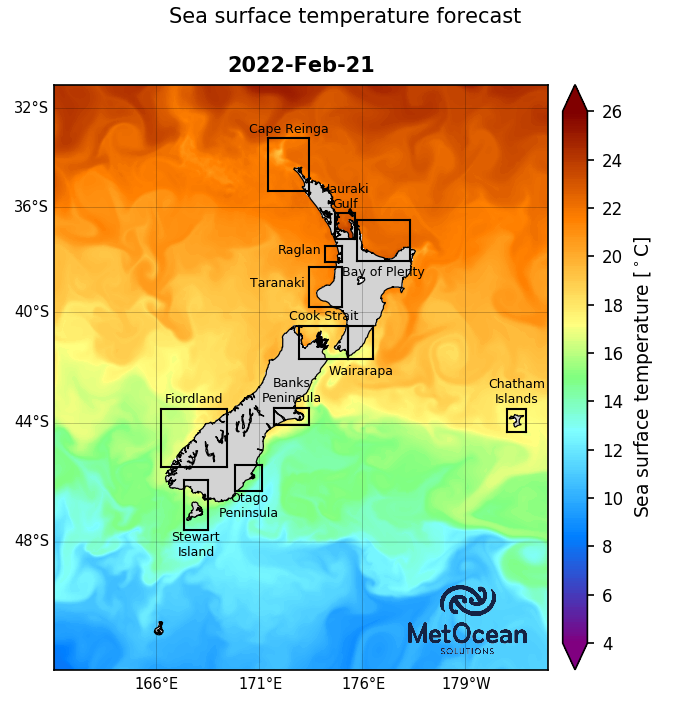 Sea surface temperature forecast
2022-Feb-21
32°S
36°S
40°S
44°S
48°S
166°E
171°E
176°E
179°W
Cape Reinga
Hauraki
Gulf
Raglan
Bay of Plenty
Taranaki
Cook Strait
Wairarapa
Banks
Peninsula
Fiordland
Chatham
Islands
Otago
Peninsula
Stewart
Island
MetOcean
SOLUTIONS
26
24
22
20
18
16
14
12
10
8
6
4
Sea surface temperature [°C]